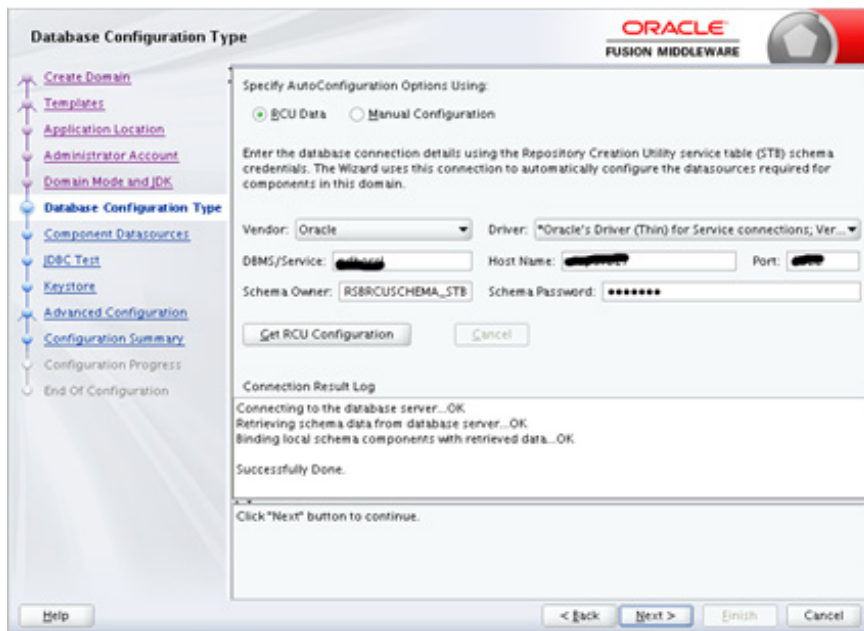 Database Configuration Type
ORACLE
FUSION MIDDLEWARE
Create Domain
Templates
Application Location
Administrator Account
Domain Mode and JDK
Database Configuration Type
Component Datasources
JDBC Test
Keystore
Advanced Configuration
Configuration Summary
Configuration Progress
End Of Configuration
Specify AutoConfiguration Options Using:
RCU Data Manual Configuration
Enter the database connection details using the Repository Creation Utility service table (STB) schema
credentials. The Wizard uses this connection to automatically configure the datasources required for
components in this domain.
Vendor: Oracle Driver: *Oracle's Driver (Thin) for Service connections; Ver...
DBMS/Service: Host Name: Port:
Schema Owner: RSBRCUSCHEMA_STB Schema Password: •••••••
Get RCU Configuration Cancel
Connection Result Log
Connecting to the database server...OK
Retrieving schema data from database server...OK
Binding local schema components with retrieved data...OK
Successfully Done.
Click "Next" button to continue.
Help < Back Next > Finish Cancel